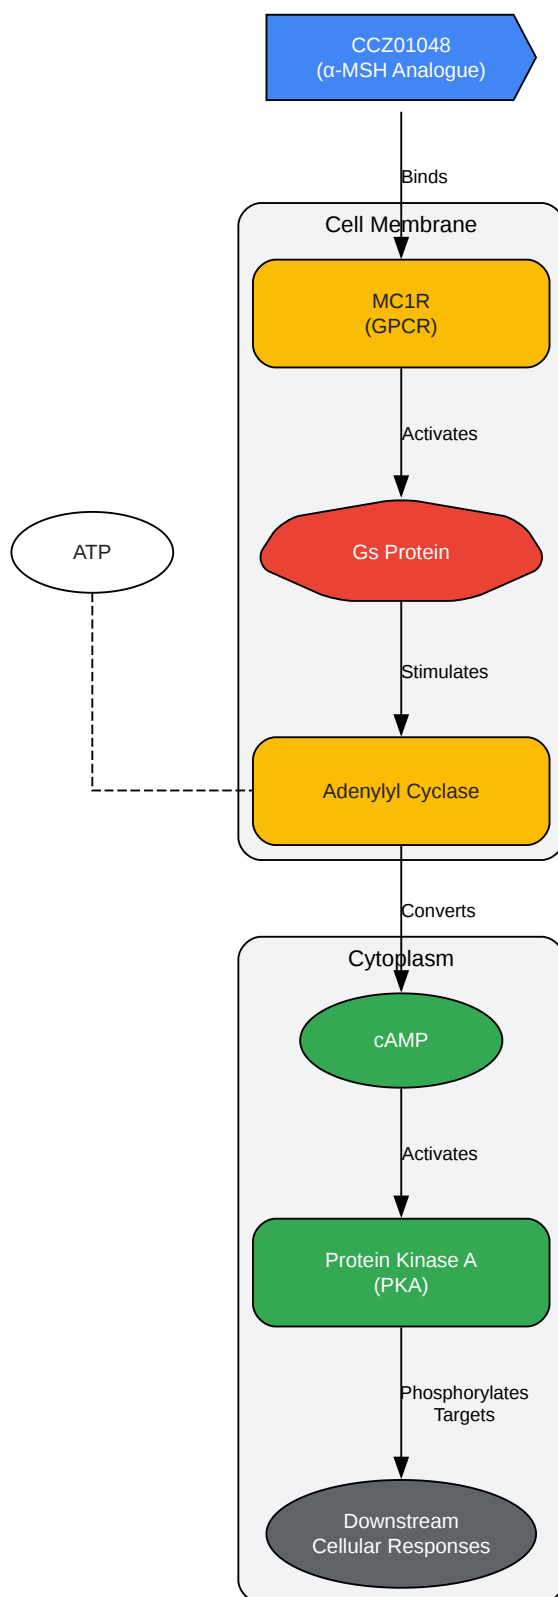 CCZ01048
(α-MSH Analogue)
Binds
Cell Membrane
MC1R
(GPCR)
Activates
ATP
Gs Protein
Stimulates
Adenylyl Cyclase
Converts
Cytoplasm
cAMP
Activates
Protein Kinase A
(PKA)
Phosphorylates
Targets
Downstream
Cellular Responses